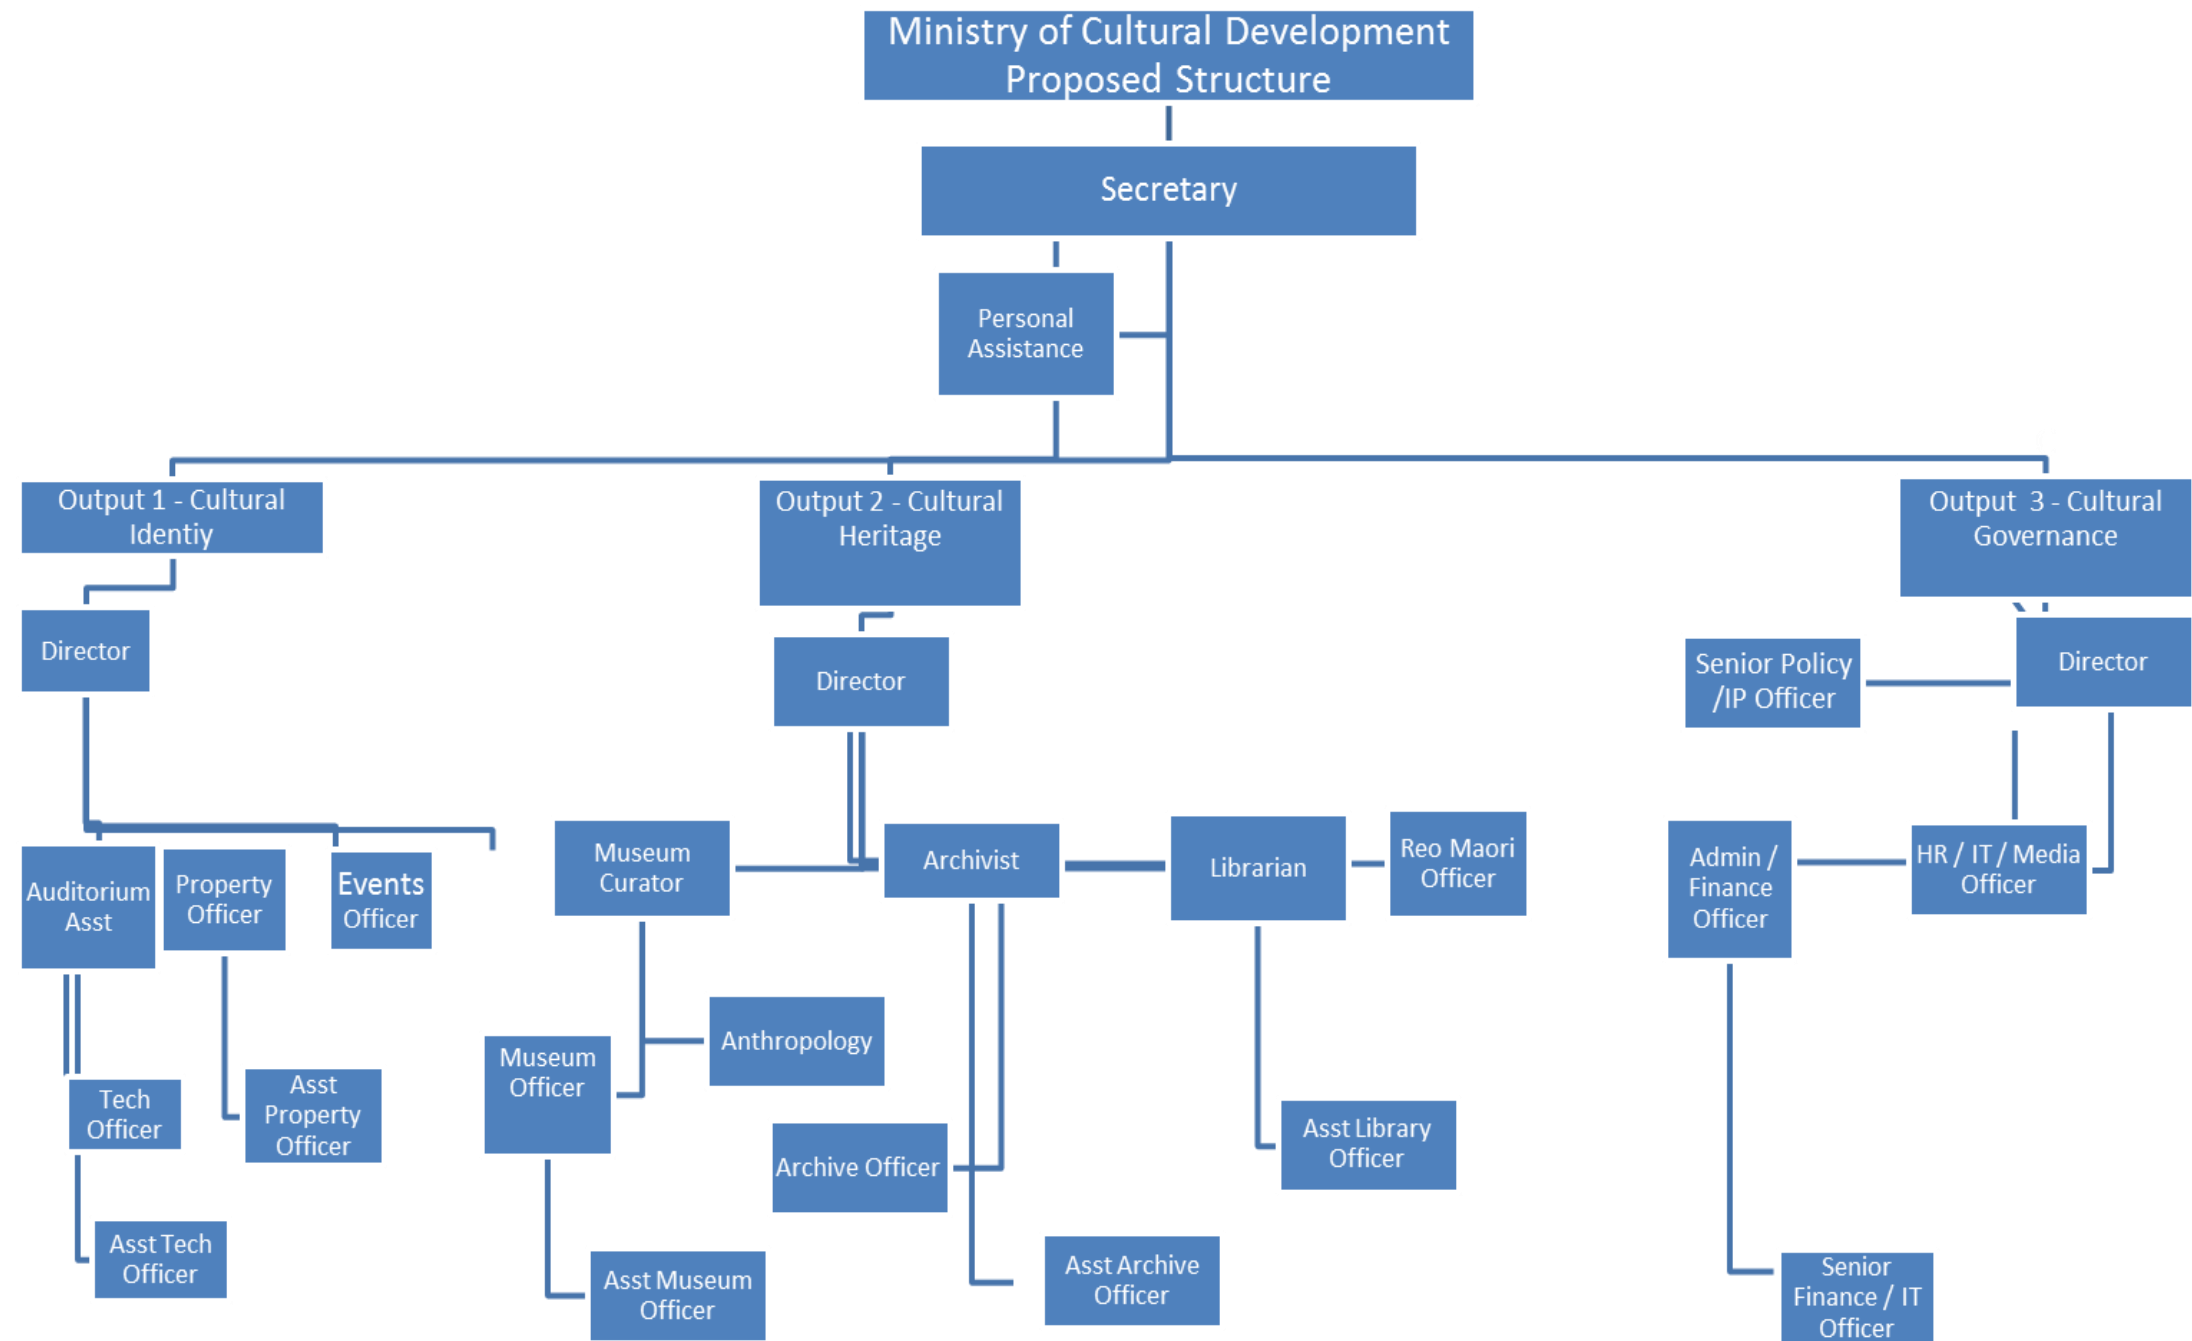 Ministry of Cultural Development
Proposed Structure
Secretary
Personal
Assistance
Output 1 - Cultural
Identiy
Output 2 - Cultural
Heritage
Output 3 - Cultural
Governance
Director
Director
Senior Policy
/IP Officer
Director
Auditorium
Asst
Property
Officer
Events
Officer
Museum
Curator
Archivist
Librarian
Reo Maori
Officer
Admin /
Finance
Officer
HR / IT / Media
Officer
Tech
Officer
Asst
Property
Officer
Museum
Officer
Anthropology
Archive Officer
Asst Library
Officer
Asst Tech
Officer
Asst Museum
Officer
Asst Archive
Officer
Senior
Finance / IT
Officer